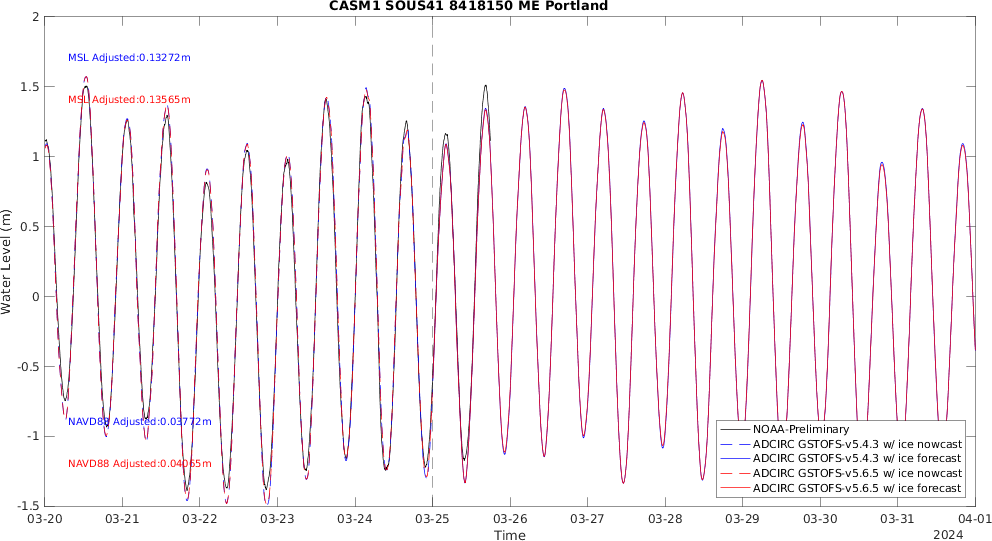 CASM1 SOUS41 8418150 ME Portland
2
1.5
1
0.5
0
-0.5
-1
-1.5
Water Level (m)
MSL Adjusted:0.13272m
MSL Adjusted:0.13565m
NAVD88 Adjusted:0.03772m
NAVD88 Adjusted:0.04065m
NOAA-Preliminary
ADCIRC GSTOFS-v5.4.3 w/ ice nowcast
ADCIRC GSTOFS-v5.4.3 w/ ice forecast
ADCIRC GSTOFS-v5.6.5 w/ ice nowcast
ADCIRC GSTOFS-v5.6.5 w/ ice forecast
03-20 03-21 03-22 03-23 03-24 03-25 03-26 03-27 03-28 03-29 03-30 03-31 04-01
Time
2024